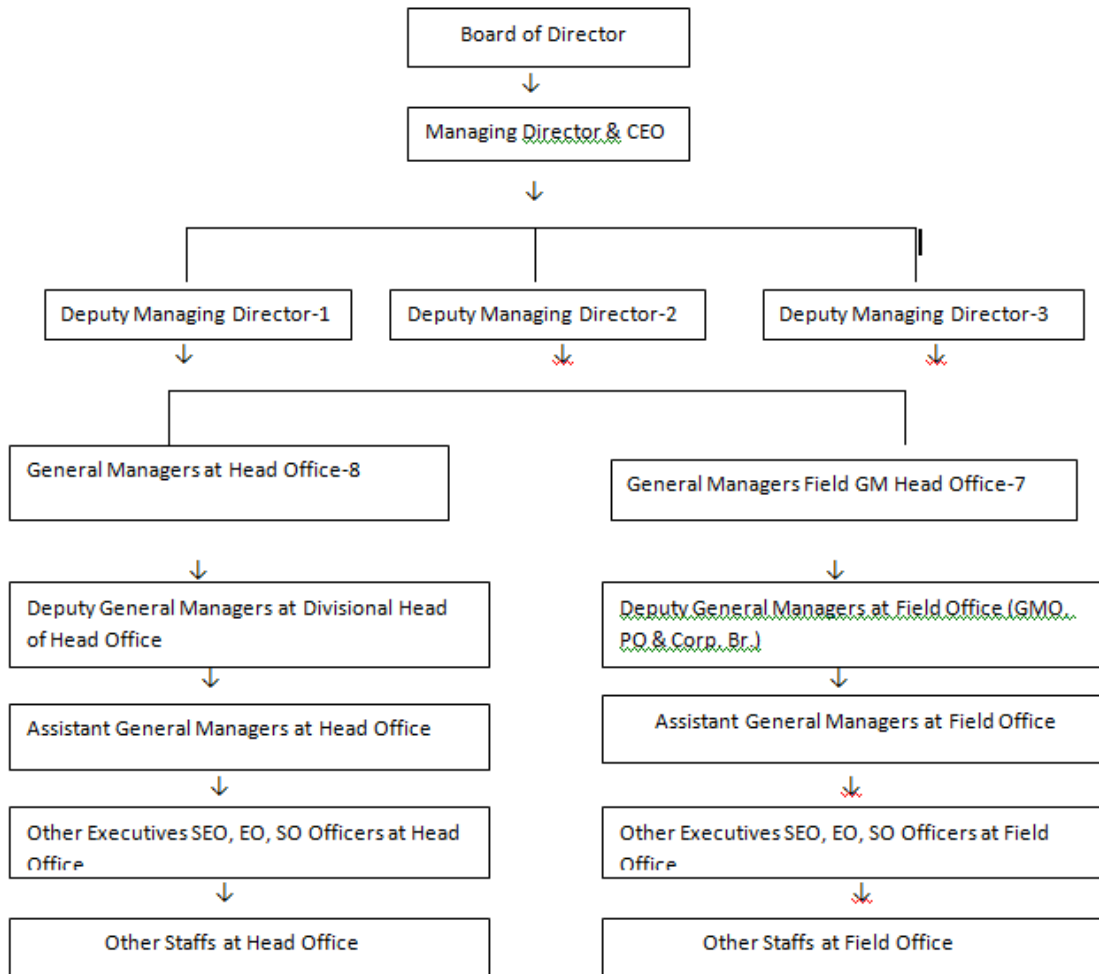 Board of Director
Managing Director & CEO
Deputy Managing Director-1
Deputy Managing Director-2
Deputy Managing Director-3
General Managers at Head Office-8
General Managers Field GM Head Office-7
Deputy General Managers at Divisional Head
of Head Office
Deputy General Managers at Field Office (GMO,
PO & Corp. Br.)
Assistant General Managers at Head Office
Assistant General Managers at Field Office
Other Executives SEO, EO, SO Officers at Head
Office
Other Executives SEO, EO, SO Officers at Field
Office
Other Staffs at Head Office
Other Staffs at Field Office